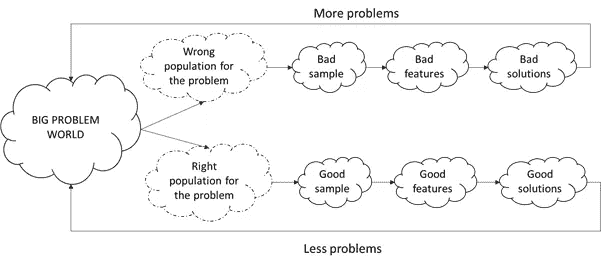 More problems
Wrong
population for
the problem
Bad
sample
Bad
features
Bad
solutions
BIG PROBLEM
WORLD
Right
population for
the problem
Good
sample
Good
features
Good
solutions
Less problems